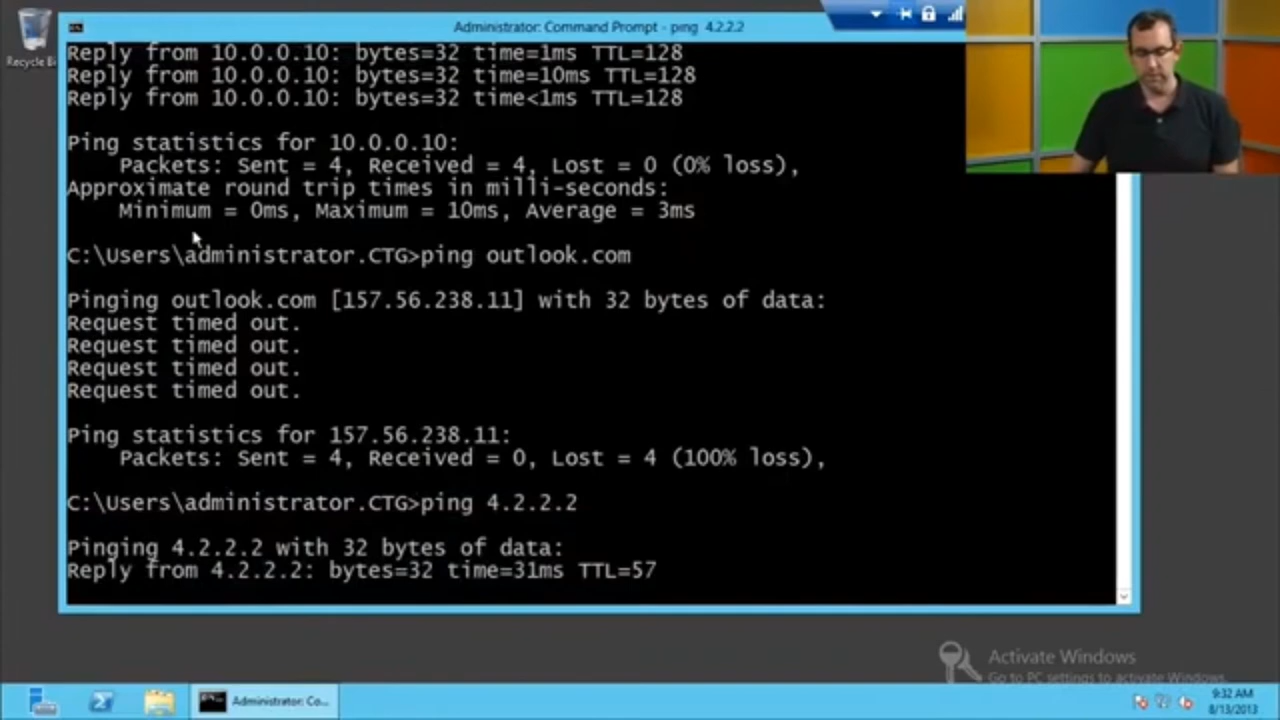 Administrator: Command Prompt - ping 4.2.2.2
Recycle
Reply from 10.0.0.10: bytes=32 time=1ms TTL=128
Reply from 10.0.0.10: bytes=32 time=10ms TTL=128
Reply from 10.0.0.10: bytes=32 time<1ms TTL=128
Ping statistics for 10.0.0.10:
Packets: Sent = 4, Received = 4, Lost = 0 (0% loss),
Approximate round trip times in milli-seconds:
Minimum = 0ms, Maximum = 10ms, Average = 3ms
C:\Users\administrator.CTG>ping outlook.com
Pinging outlook.com [157.56.238.11] with 32 bytes of data:
Request timed out.
Request timed out.
Request timed out.
Request timed out.
Ping statistics for 157.56.238.11:
Packets: Sent = 4, Received = 0, Lost = 4 (100% loss),
C:\Users\administrator.CTG>ping 4.2.2.2
Pinging 4.2.2.2 with 32 bytes of data:
Reply from 4.2.2.2: bytes=32 time=31ms TTL=57
Activate Windows
Go to PC settings to activate Windows.
Administrator: Co...
9:32 AM
8/13/2013